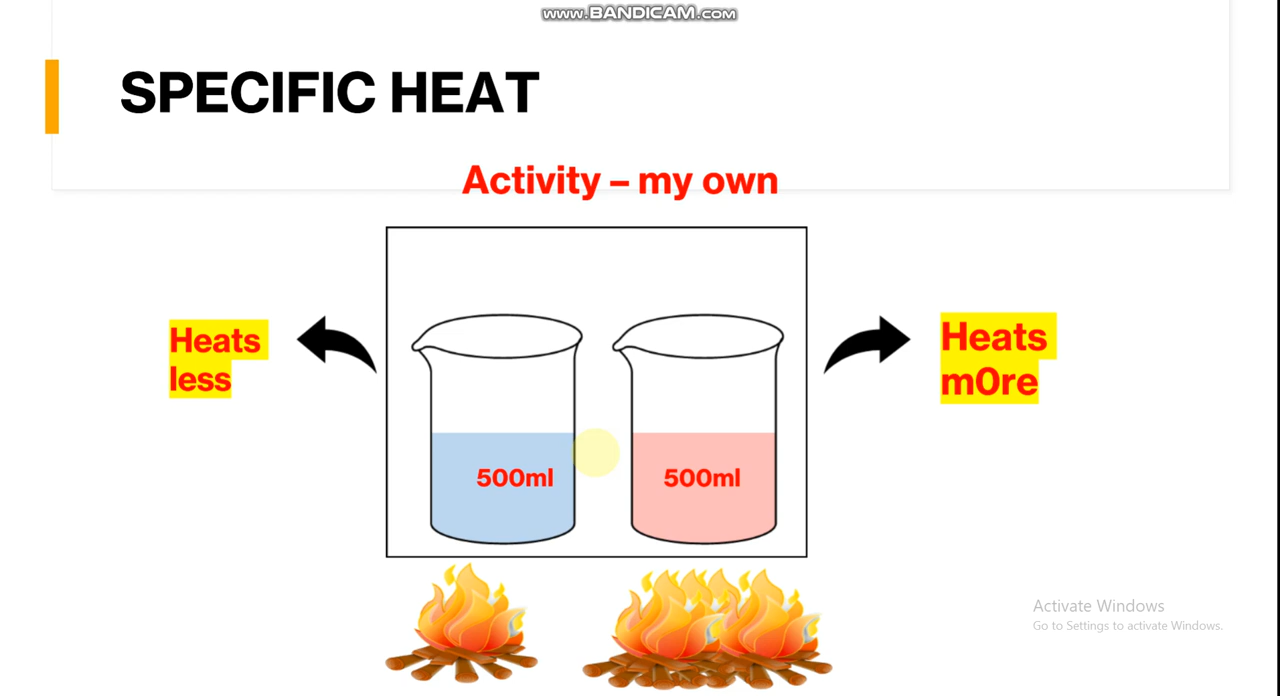 www.BANDICAM.com
SPECIFIC HEAT
Activity – my own
Heats
less
Heats
m0re
500ml
500ml
Activate Windows
Go to Settings to activate Windows.